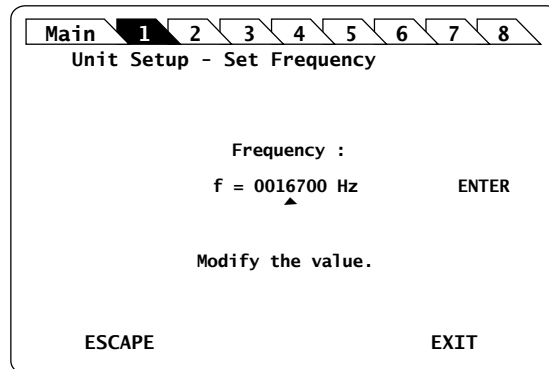 Main 1 2 3 4 5 6 7 8
Unit Setup - Set Frequency
Frequency :
f = 0016700 Hz ENTER
Modify the value.
ESCAPE EXIT